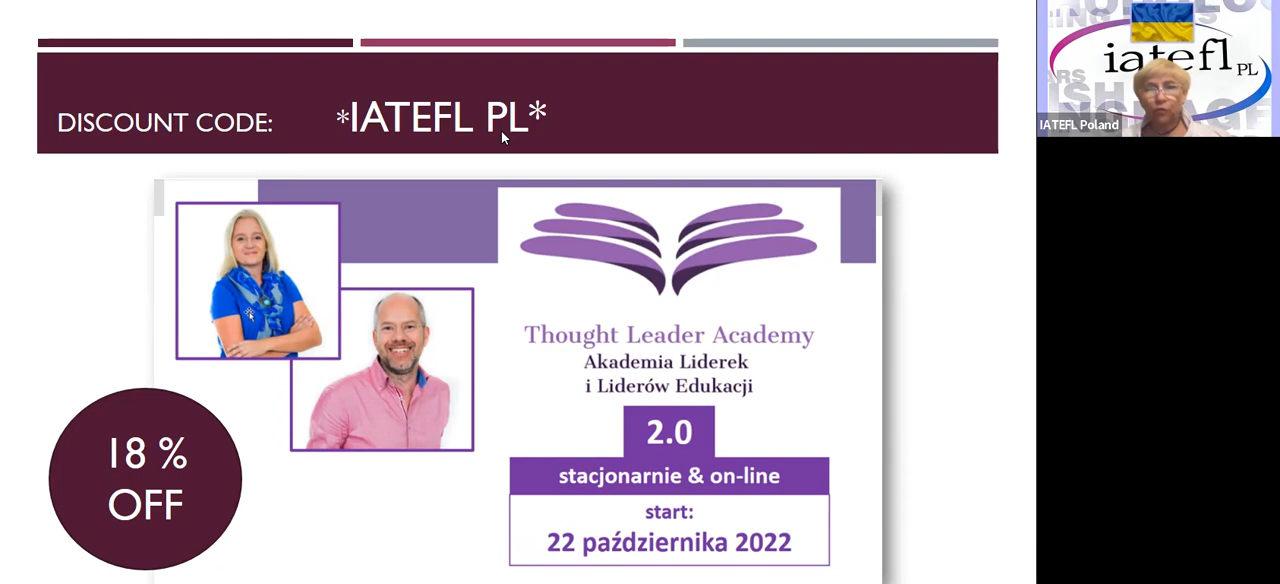 DISCOUNT CODE: *IATEFL PL*
Thought Leader Academy
Akademia Liderek
i Liderów Edukacji
2.0
stacjonarnie & on-line
start:
22 października 2022
18 %
OFF
iatefl PL
IATEFL Poland